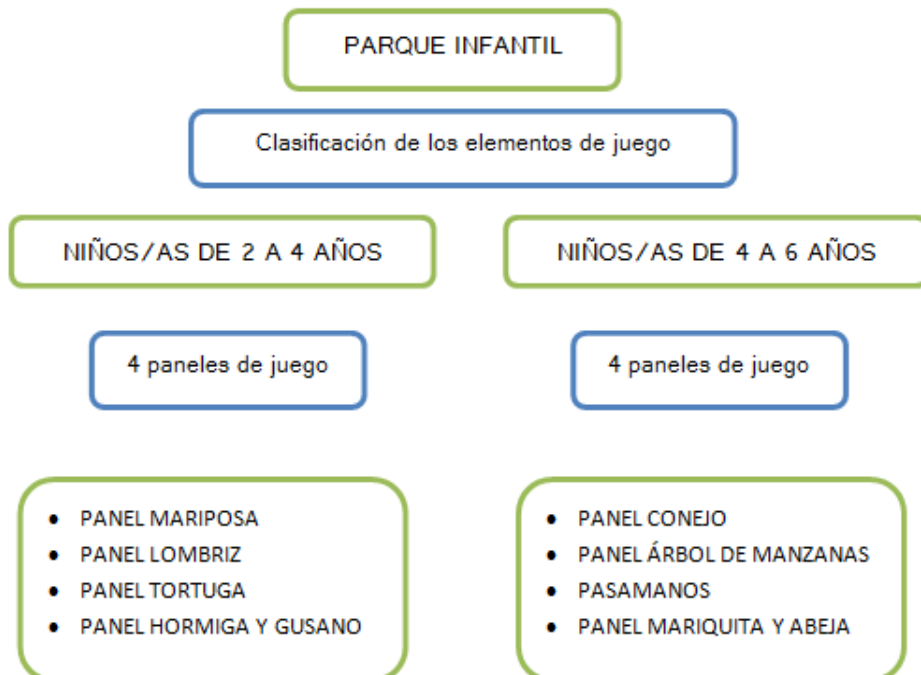 PARQUE INFANTIL
Clasificación de los elementos de juego
NIÑOS/AS DE 2 A 4 AÑOS
NIÑOS/AS DE 4 A 6 AÑOS
4 paneles de juego
4 paneles de juego
• PANEL MARIPOSA
• PANEL LOMBRIZ
• PANEL TORTUGA
• PANEL HORMIGA Y GUSANO
• PANEL CONEJO
• PANEL ÁRBOL DE MANZANAS
• PASAMANOS
• PANEL MARIQUITA Y ABEJA